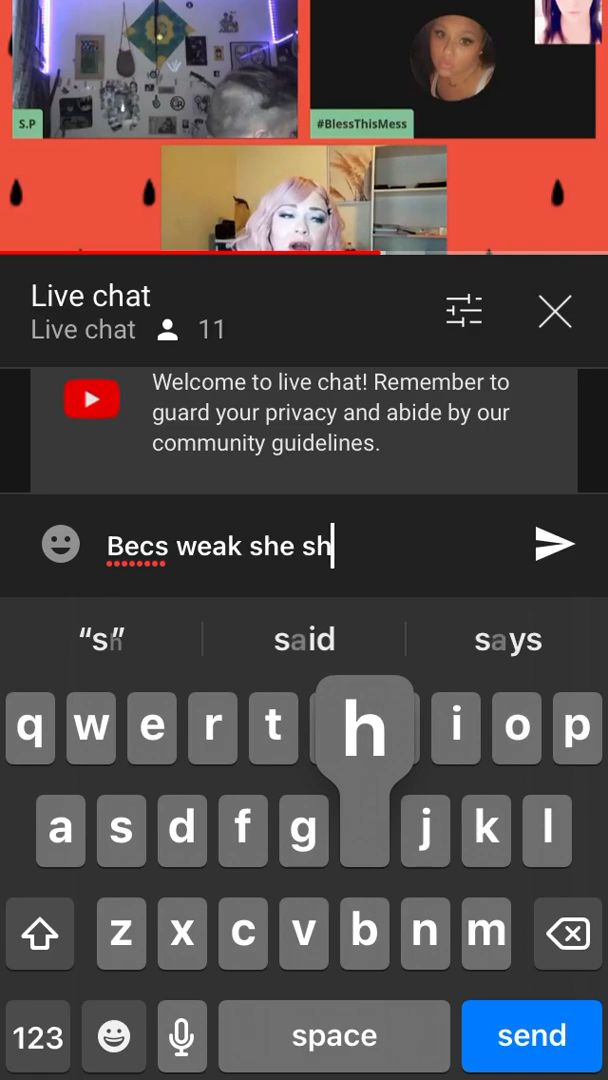 S.P
#BlessThisMess
Live chat
Live chat 11
Welcome to live chat! Remember to
guard your privacy and abide by our
community guidelines.
Becs weak she sh
“sh” said says
q w e r t h i o p
a s d f g j k l
z x c v b n m
123 space send